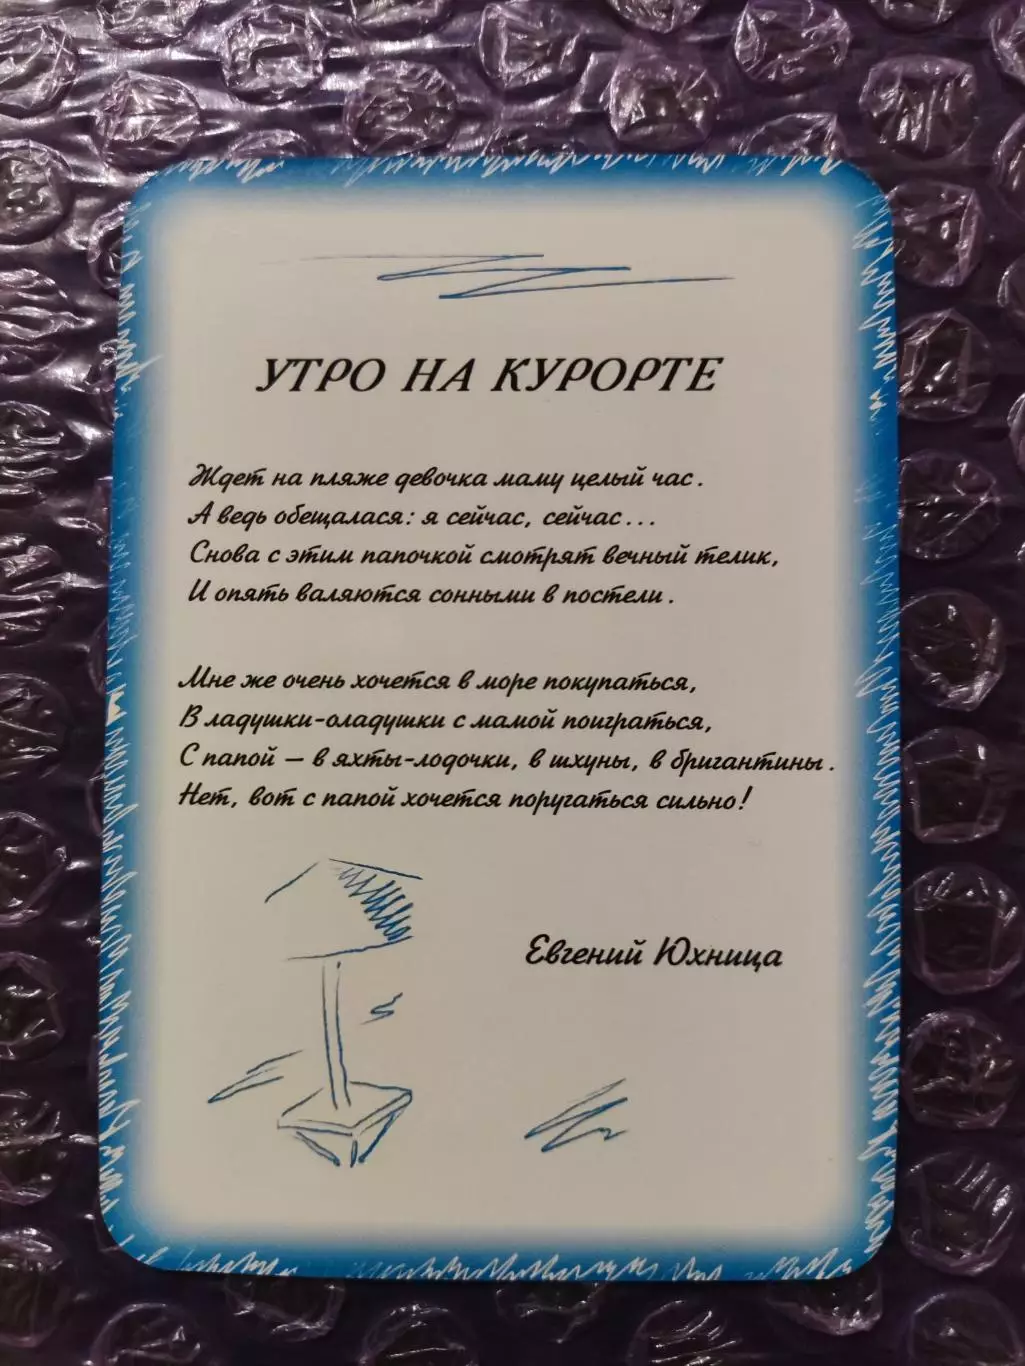 УТРО НА КУРОРТЕ
Ждет на пляже девочка маму целый час.
А ведь обещалася: я сейчас, сейчас...
Снова с этим папочкой смотрят вечный телик,
И опять валяются сонными в постели.
Мне же очень хочется в море покупаться,
В ладушки-оладушки с мамой поиграться,
С папой – в яхты-лодочки, в шхуны, в бригантины.
Нет, вот с папой хочется поругаться сильно!
Евгений Юхница